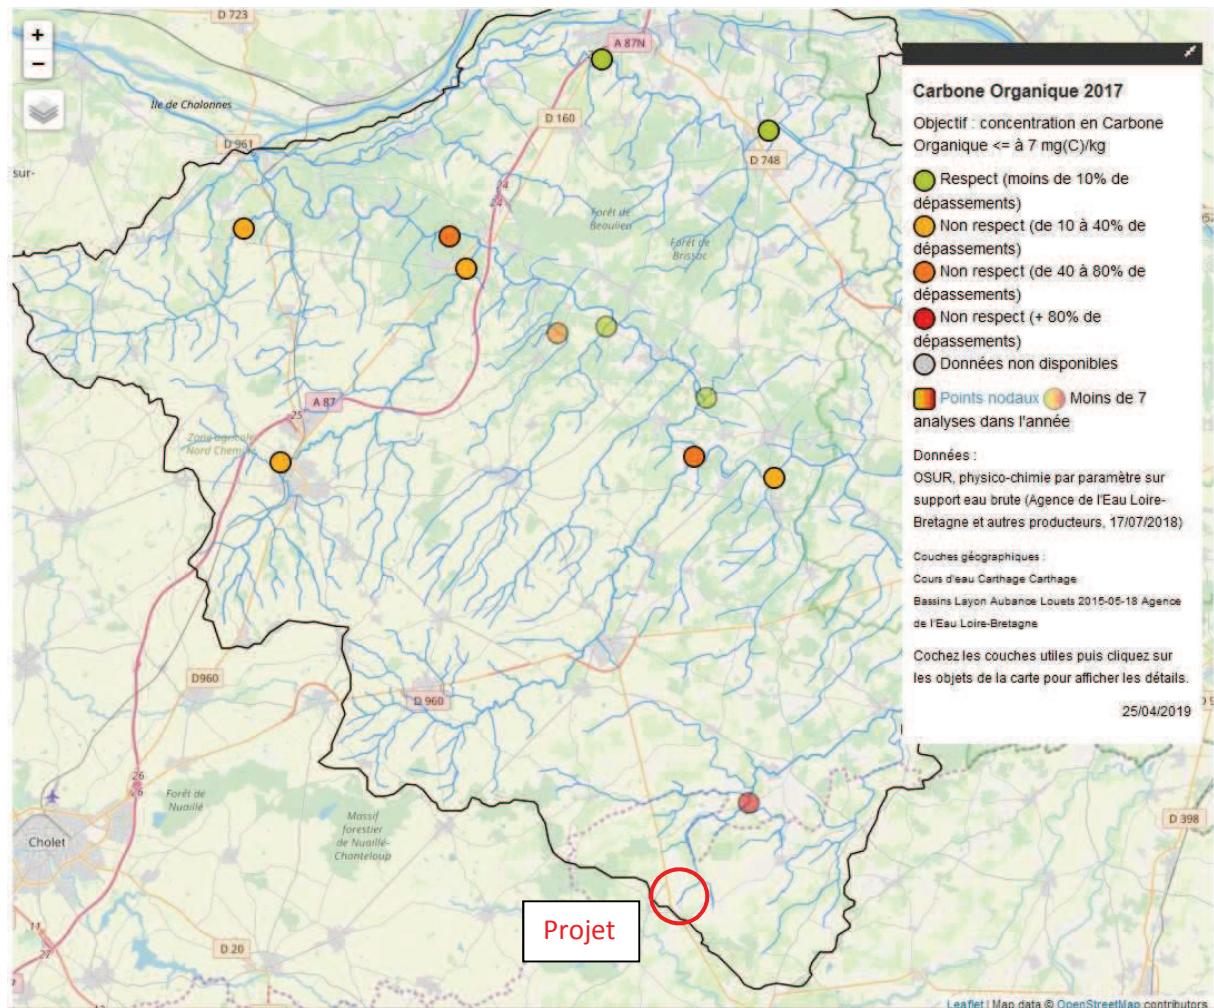 D 723
A 87N
Île de Chalonnes
D 160
D 961
D 748
sur-
24
24
Forêt de
Beaulieu
Forêt de
Brissac
A 87
25
Zone agricole
Nord Chemillé
D960
D 960
26
26
Forêt de
Nuaillé
Massif
forestier
de Nuaillé-
Chanteloup
Cholet
D 398
11
27
D 20
Projet
+
−
Carbone Organique 2017
Objectif : concentration en Carbone
Organique <= à 7 mg(C)/kg
Respect (moins de 10% de
dépassements)
Non respect (de 10 à 40% de
dépassements)
Non respect (de 40 à 80% de
dépassements)
Non respect (+ 80% de
dépassements)
Données non disponibles
Points nodaux Moins de 7
analyses dans l'année
Données :
OSUR, physico-chimie par paramètre sur
support eau brute (Agence de l'Eau Loire-
Bretagne et autres producteurs, 17/07/2018)
Couches géographiques :
Cours d'eau Carthage Carthage
Bassins Layon Aubance Louets 2015-05-18 Agence
de l'Eau Loire-Bretagne
Cochez les couches utiles puis cliquez sur
les objets de la carte pour afficher les détails.
25/04/2019
Leaflet | Map data © OpenStreetMap contributors